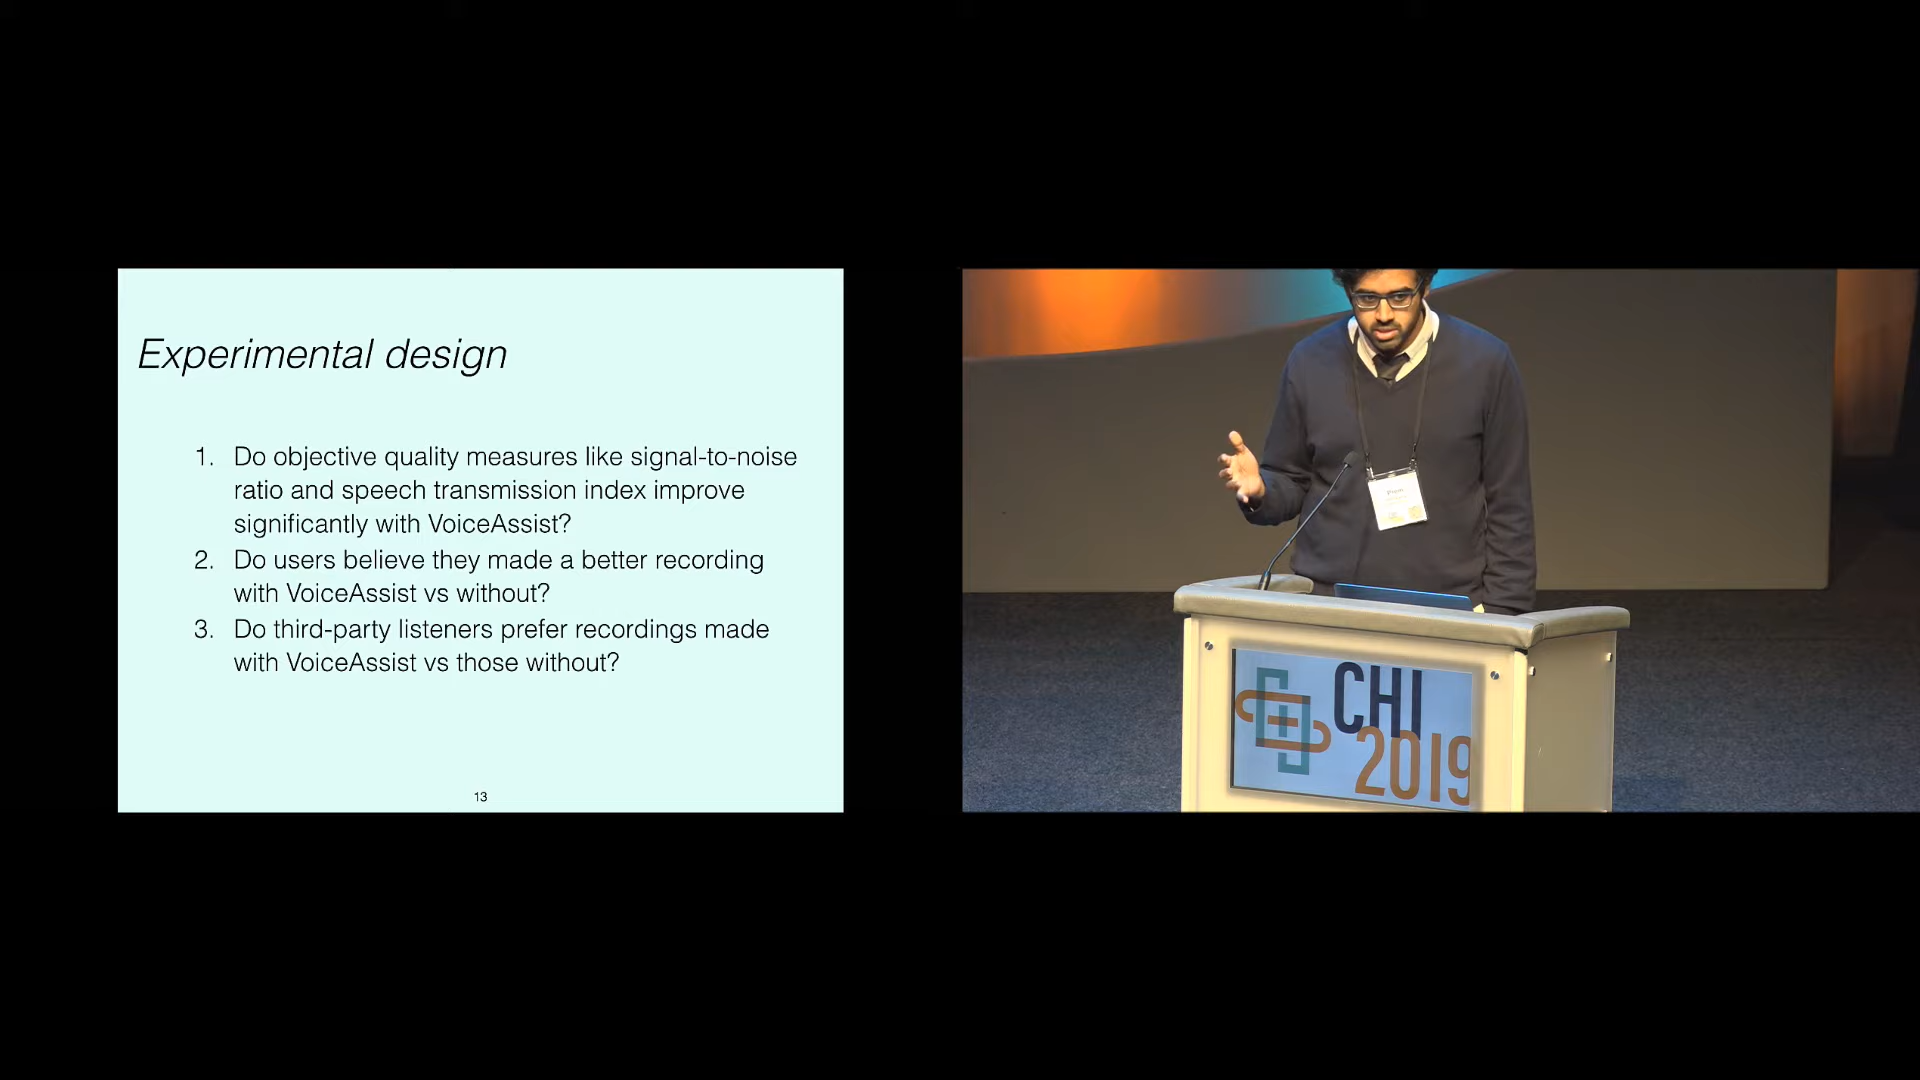 Experimental design
1. Do objective quality measures like signal-to-noise
ratio and speech transmission index improve
significantly with VoiceAssist?
2. Do users believe they made a better recording
with VoiceAssist vs without?
3. Do third-party listeners prefer recordings made
with VoiceAssist vs those without?
13
CHI
2019